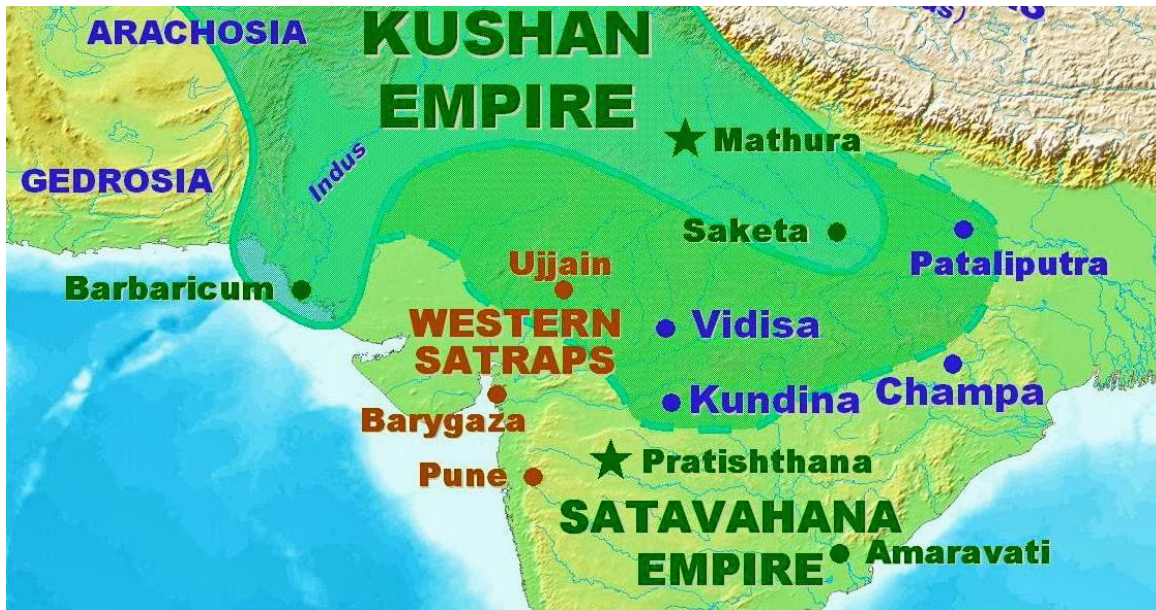 ARACHOSIA
KUSHAN
EMPIRE
Mathura
Indus
GEDROSIA
Saketa
Pataliputra
Ujjain
Barbaricum
WESTERN
SATRAPS
Vidisa
Kundina
Champa
Barygaza
Pune
Pratishthana
SATAVAHANA
EMPIRE
Amaravati